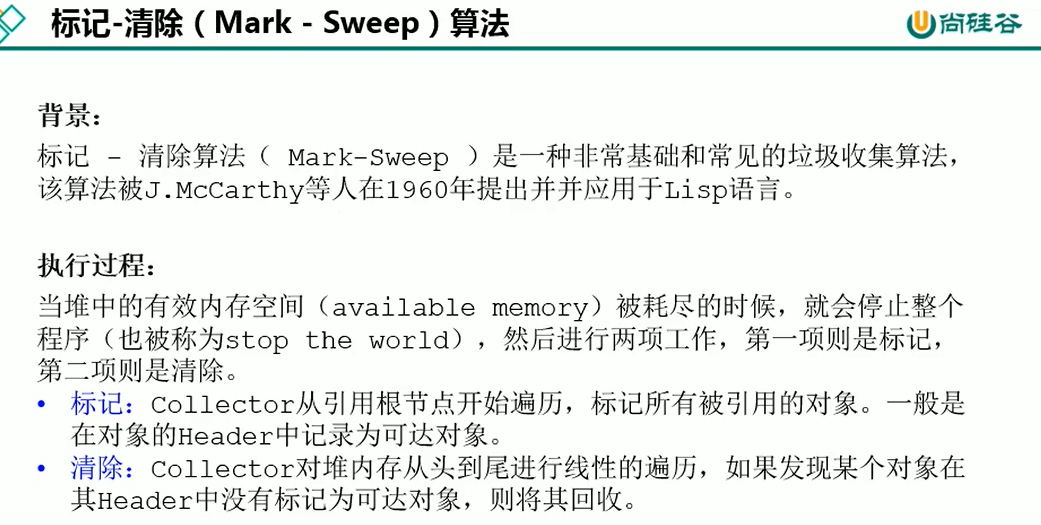 标记-清除（Mark - Sweep）算法
尚硅谷
背景：
标记 - 清除算法（ Mark-Sweep ）是一种非常基础和常见的垃圾收集算法，
该算法被J.McCarthy等人在1960年提出并并应用于Lisp语言。
执行过程：
当堆中的有效内存空间（available memory）被耗尽的时候，就会停止整个
程序（也被称为stop the world），然后进行两项工作，第一项则是标记，
第二项则是清除。
• 标记：Collector从引用根节点开始遍历，标记所有被引用的对象。一般是
在对象的Header中记录为可达对象。
• 清除：Collector对堆内存从头到尾进行线性的遍历，如果发现某个对象在
其Header中没有标记为可达对象，则将其回收。